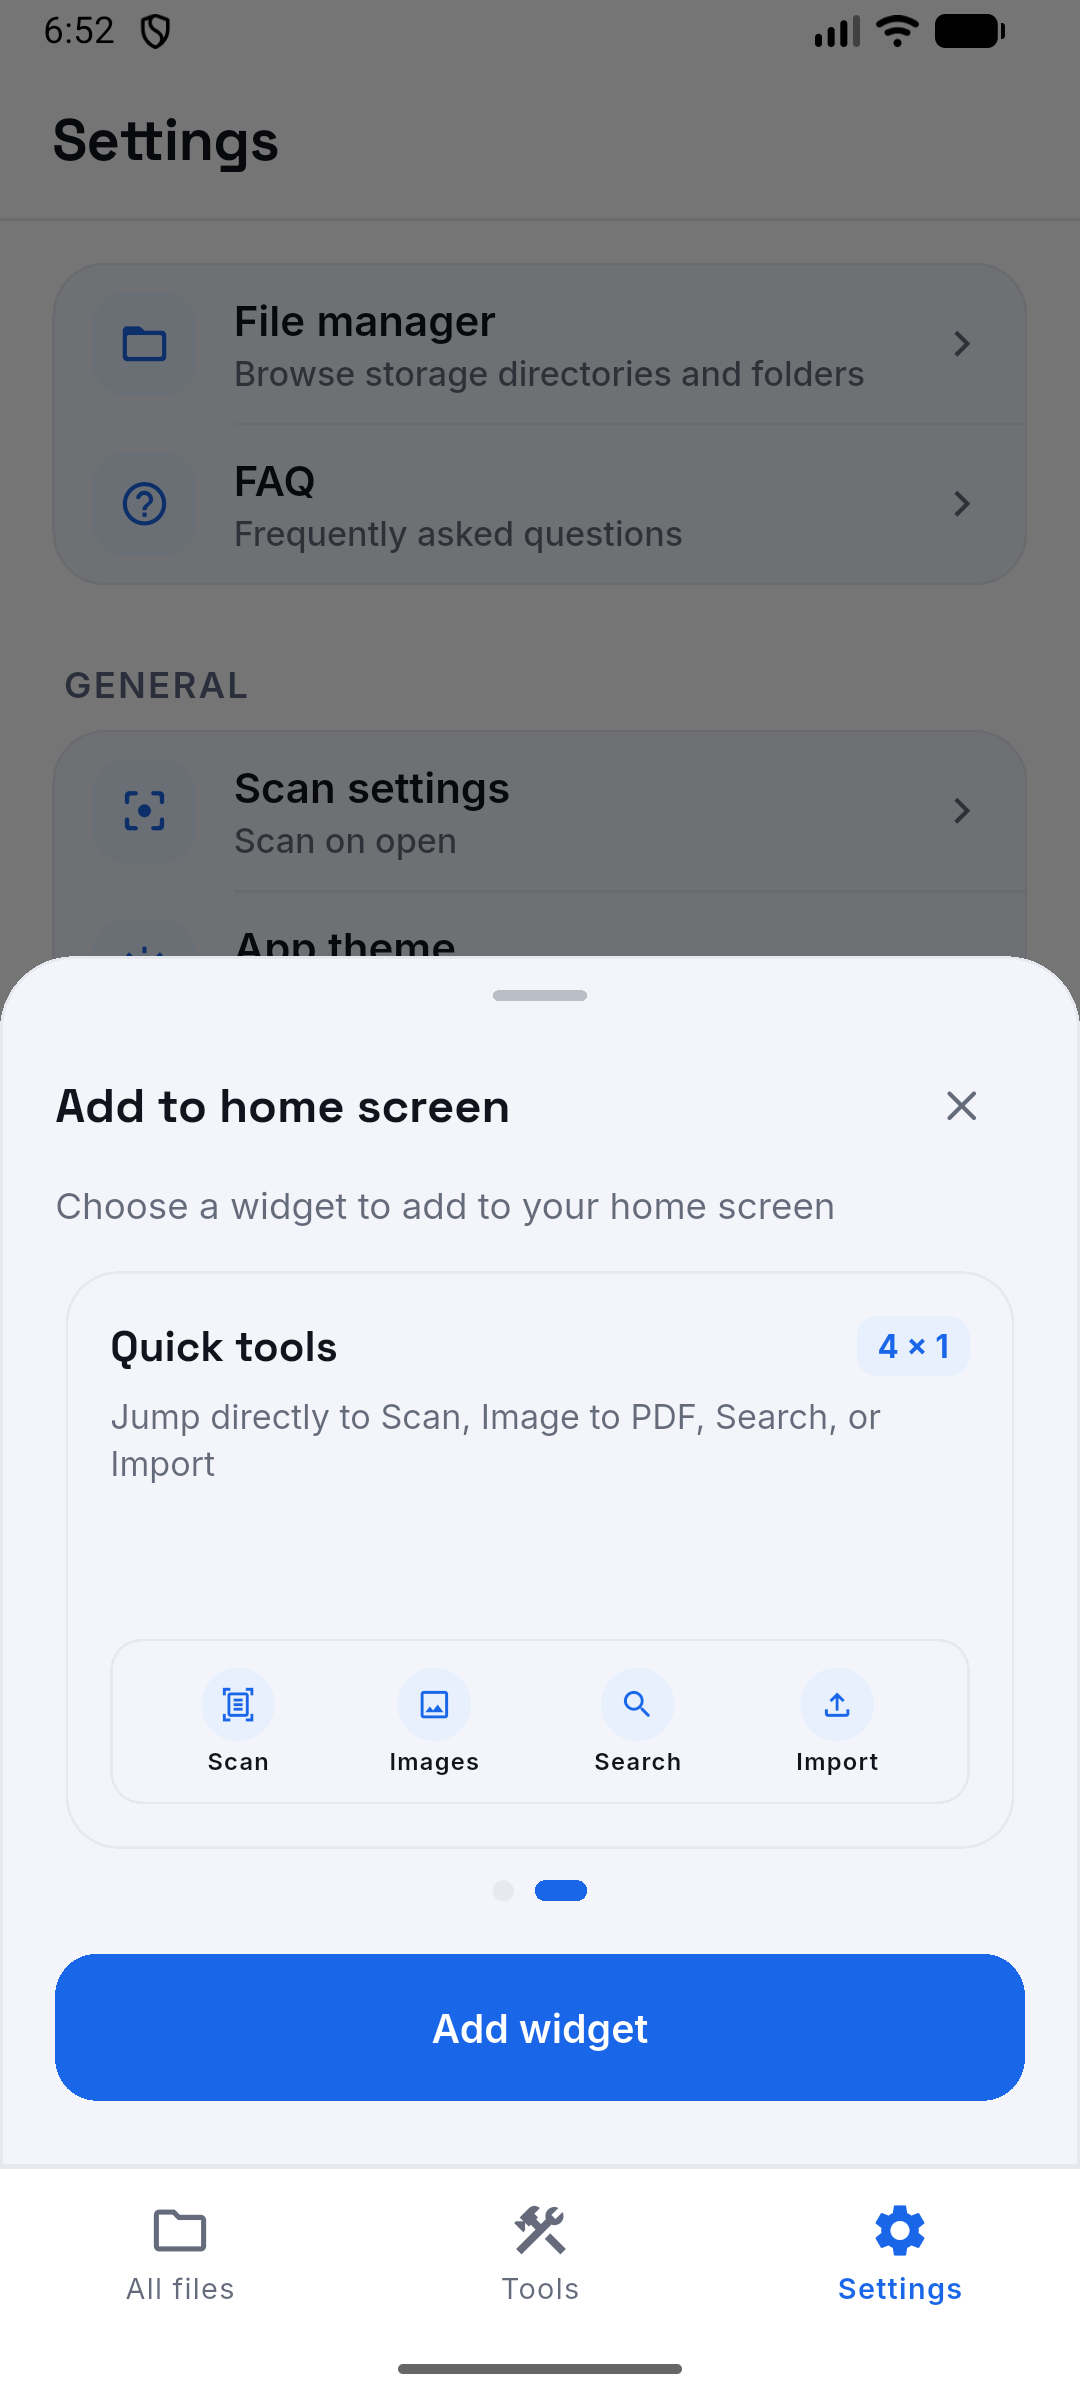 6:52
Settings
File manager
Browse storage directories and folders
FAQ
Frequently asked questions
GENERAL
Scan settings
Scan on open
App theme
Add to home screen
Choose a widget to add to your home screen
Quick tools
4 × 1
Jump directly to Scan, Image to PDF, Search, or
Import
Scan
Images
Search
Import
Add widget
All files
Tools
Settings